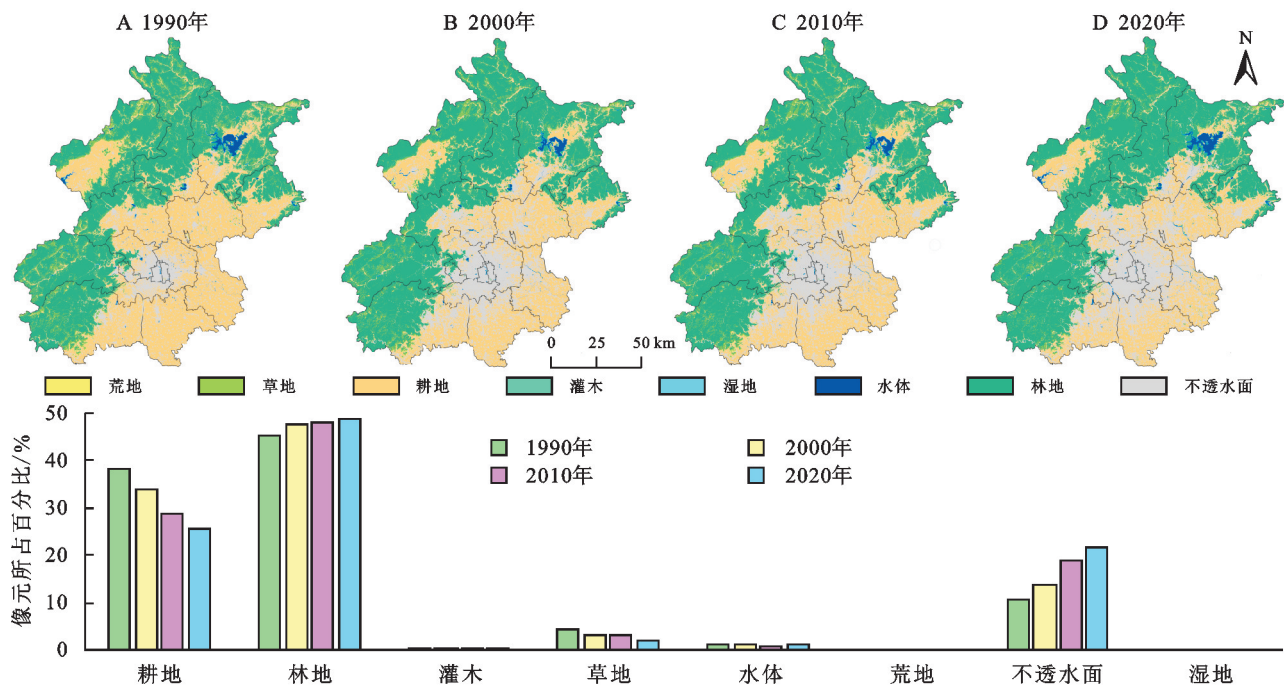 A 1990年 B 2000年 C 2010年 D 2020年
N
0 25 50 km
荒地 草地 耕地 灌木 湿地 水体 林地 不透水面
像元所占百分比/%
50
40
30
20
10
0
1990年 2000年
2010年 2020年
耕地 林地 灌木 草地 水体 荒地 不透水面 湿地